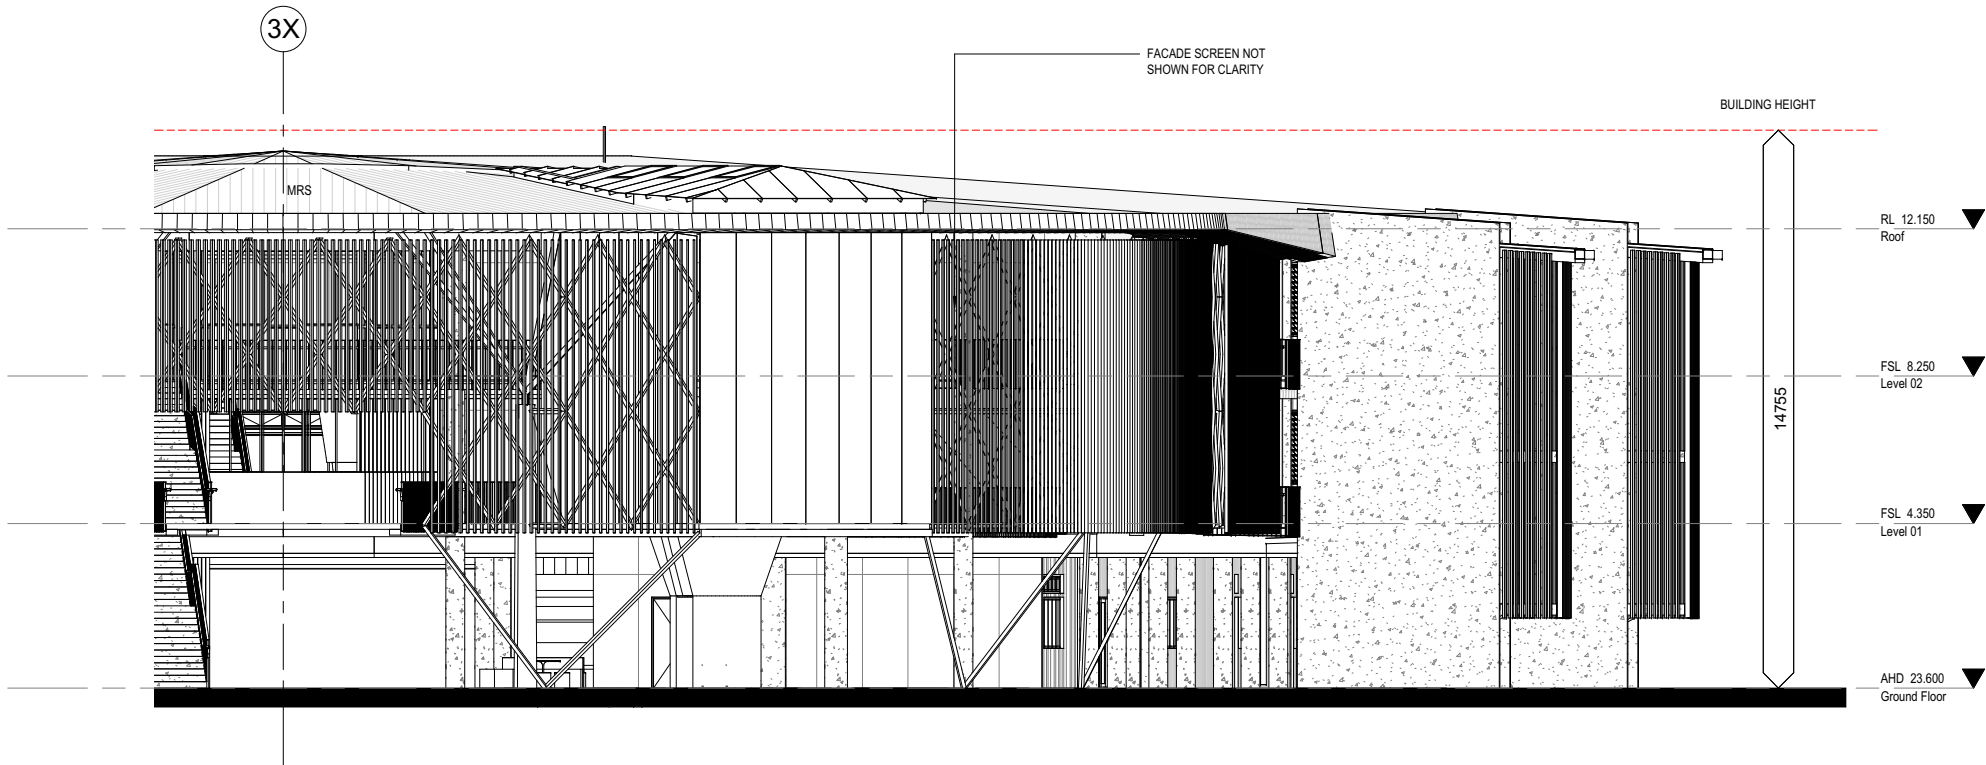 3X
FACADE SCREEN NOT
SHOWN FOR CLARITY
BUILDING HEIGHT
MRS
RL 12.150
Roof
FSL 8.250
Level 02
14755
FSL 4.350
Level 01
AHD 23.600
Ground Floor